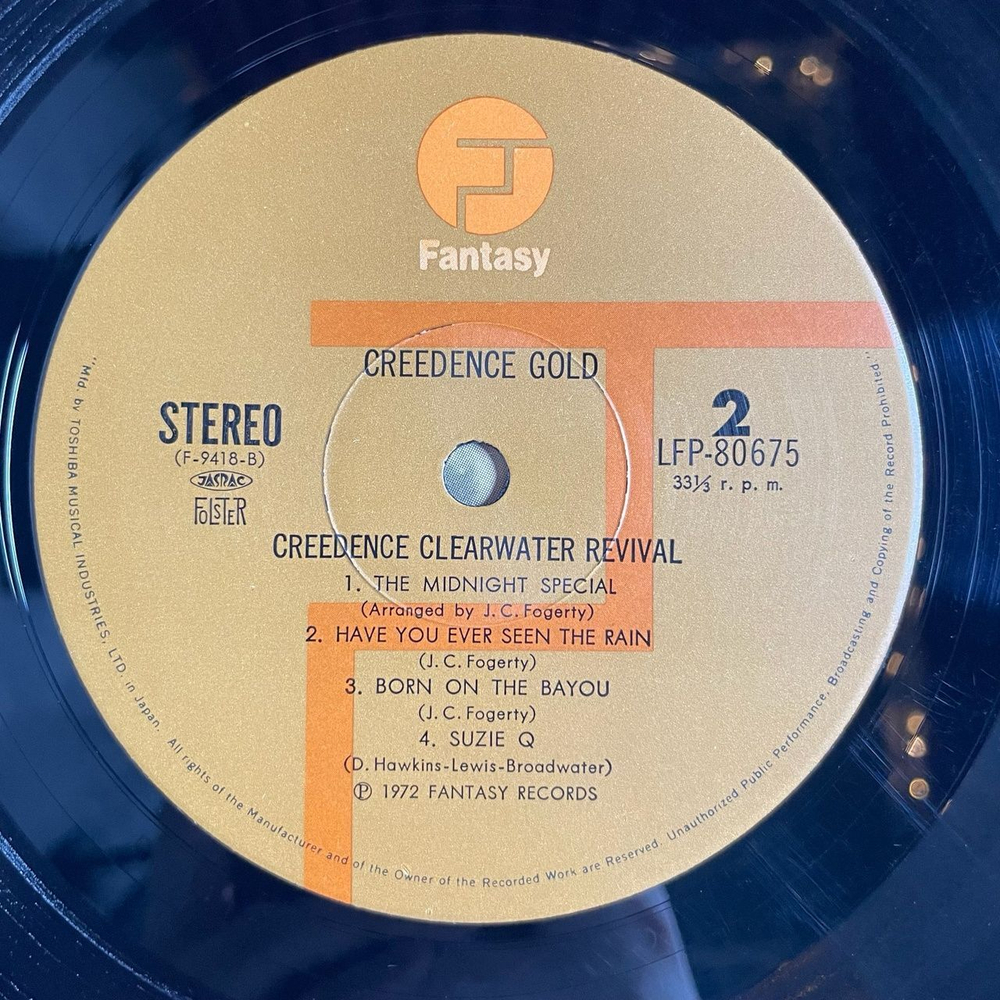 Fantasy
CREEDENCE GOLD
STEREO
(F-9418-B)
JASRAC
FOLSTER
2
LFP-80675
33⅓ r. p. m.
CREEDENCE CLEARWATER REVIVAL
1. THE MIDNIGHT SPECIAL
(Arranged by J. C. Fogerty)
2. HAVE YOU EVER SEEN THE RAIN
(J. C. Fogerty)
3. BORN ON THE BAYOU
(J. C. Fogerty)
4. SUZIE Q
(D. Hawkins-Lewis-Broadwater)
Ⓟ 1972 FANTASY RECORDS
"Mfd. by TOSHIBA MUSICAL INDUSTRIES, LTD. in Japan. All rights of the Manufacturer and of the Owner of the Recorded Work are Reserved. Unauthorized Public Performance, Broadcasting and Copying of the Record Prohibited."